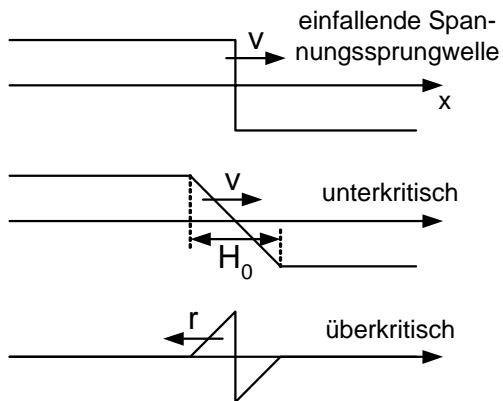 einfallende Span-
nungssprungwelle
v
x
v
unterkritisch
H0
r
überkritisch